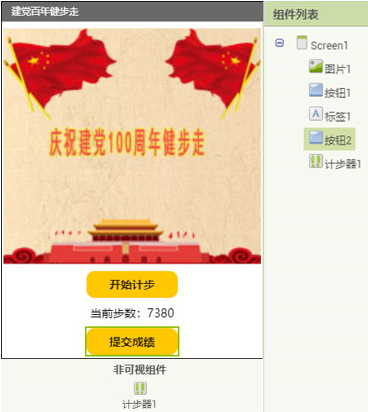 建党百年健步走
庆祝建党100周年健步走
开始计步
当前步数：7380
提交成绩
非可视组件
计步器1
组件列表
Screen1
图片1
按钮1
A 标签1
按钮2
计步器1